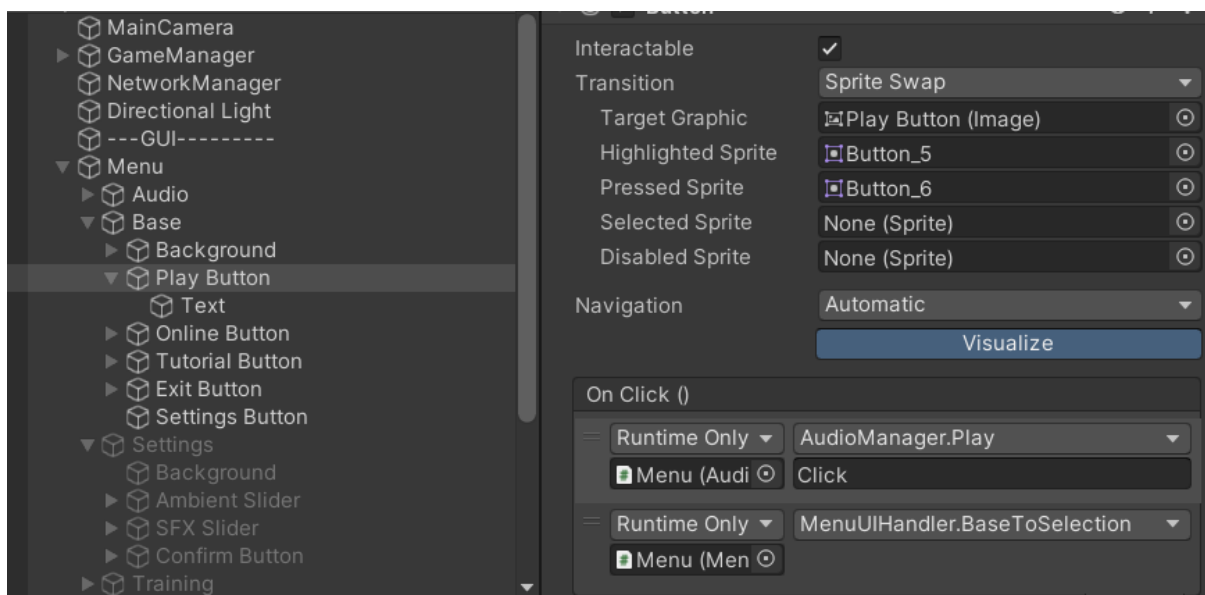 MainCamera
GameManager
NetworkManager
Directional Light
---GUI---------
Menu
Audio
Base
Background
Play Button
Text
Online Button
Tutorial Button
Exit Button
Settings Button
Settings
Background
Ambient Slider
SFX Slider
Confirm Button
Training
Button
Interactable
Transition Sprite Swap
Target Graphic Play Button (Image)
Highlighted Sprite Button_5
Pressed Sprite Button_6
Selected Sprite None (Sprite)
Disabled Sprite None (Sprite)
Navigation Automatic
Visualize
On Click ()
Runtime Only AudioManager.Play
Menu (Audi Click
Runtime Only MenuUIHandler.BaseToSelection
Menu (Men